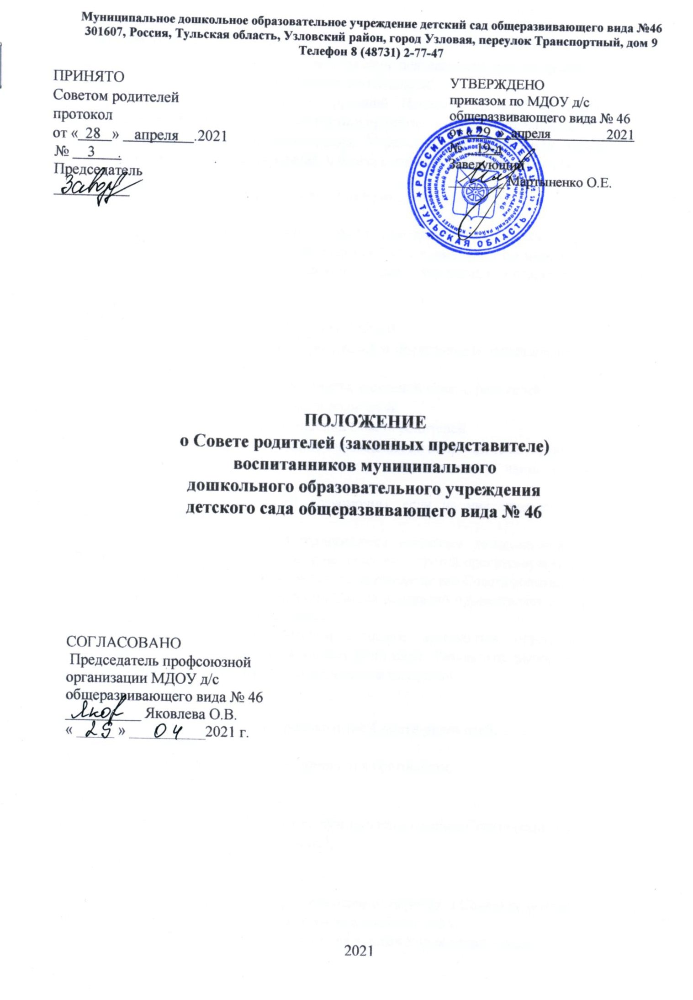 Муниципальное дошкольное образовательное учреждение детский сад общеразвивающего вида №46
301607, Россия, Тульская область, Узловский район, город Узловая, переулок Транспортный, дом 9
Телефон 8 (48731) 2-77-47
ПРИНЯТО
Советом родителей
протокол
от « 28 » апреля .2021
№ 3 .
Председатель
УТВЕРЖДЕНО
приказом по МДОУ д/с
общеразвивающего вида № 46
от « 29 » апреля 2021
№ 19-д
Заведующий
Мартыненко О.Е.
РОССИЙСКАЯ ФЕДЕРАЦИЯ
ТУЛЬСКАЯ ОБЛАСТЬ
ПОЛОЖЕНИЕ
о Совете родителей (законных представителе)
воспитанников муниципального
дошкольного образовательного учреждения
детского сада общеразвивающего вида № 46
СОГЛАСОВАНО
Председатель профсоюзной
организации МДОУ д/с
общеразвивающего вида № 46
Яковлева О.В.
« » 04 2021 г.
2021